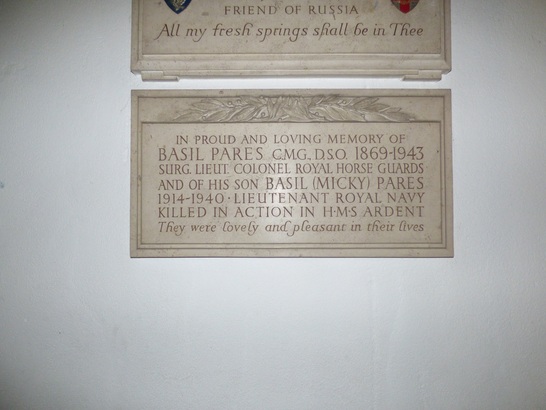 FRIEND OF RUSSIA
All my fresh springs shall be in Thee
IN PROUD AND LOVING MEMORY OF
BASIL PARES C.M.G., D.S.O. 1869-1943
SURG. LIEUT. COLONEL ROYAL HORSE GUARDS
AND OF HIS SON BASIL (MICKY) PARES
1914-1940 · LIEUTENANT ROYAL NAVY
KILLED IN ACTION IN H·M·S ARDENT
They were lovely and pleasant in their lives